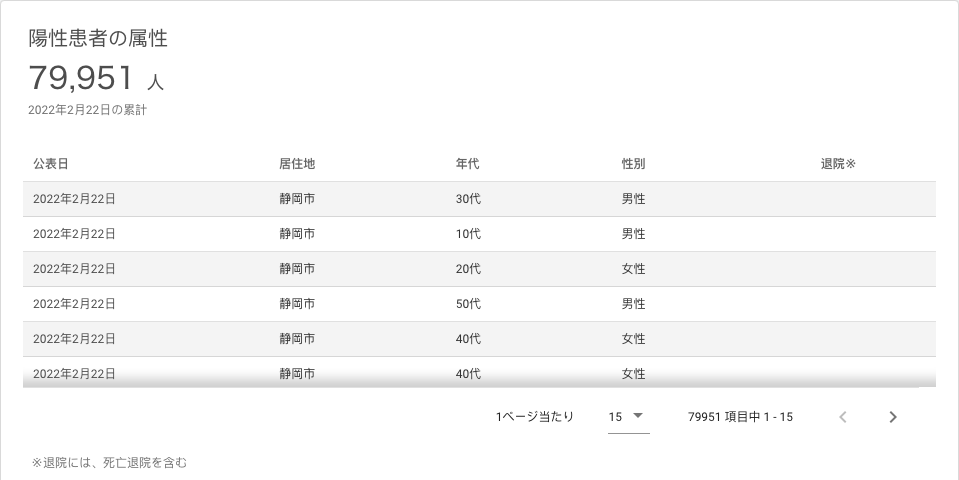 陽性患者の属性
79,951 人
2022年2月22日の累計
公表日 居住地 年代 性別 退院※
2022年2月22日 静岡市 30代 男性
2022年2月22日 静岡市 10代 男性
2022年2月22日 静岡市 20代 女性
2022年2月22日 静岡市 50代 男性
2022年2月22日 静岡市 40代 女性
2022年2月22日 静岡市 40代 女性
1ページ当たり 15 79951 項目中 1 - 15
※退院には、死亡退院を含む